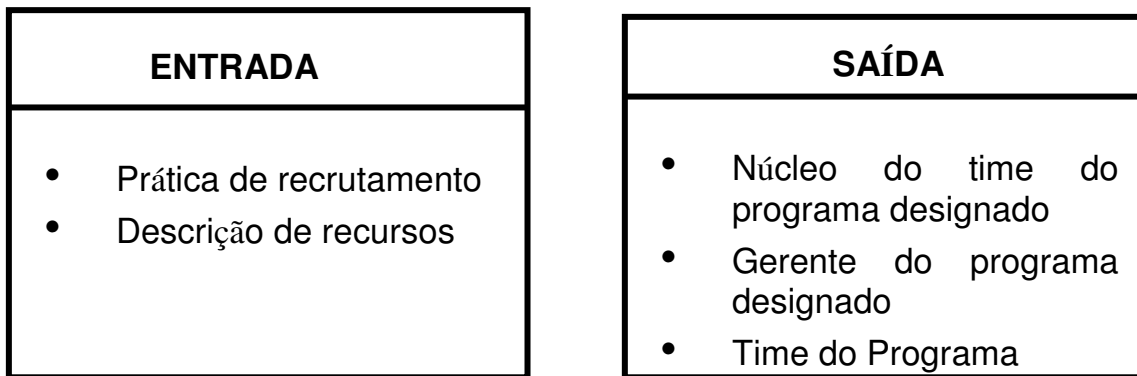 ENTRADA
• Prática de recrutamento
• Descrição de recursos
SAÍDA
• Núcleo do time do
programa designado
• Gerente do programa
designado
• Time do Programa